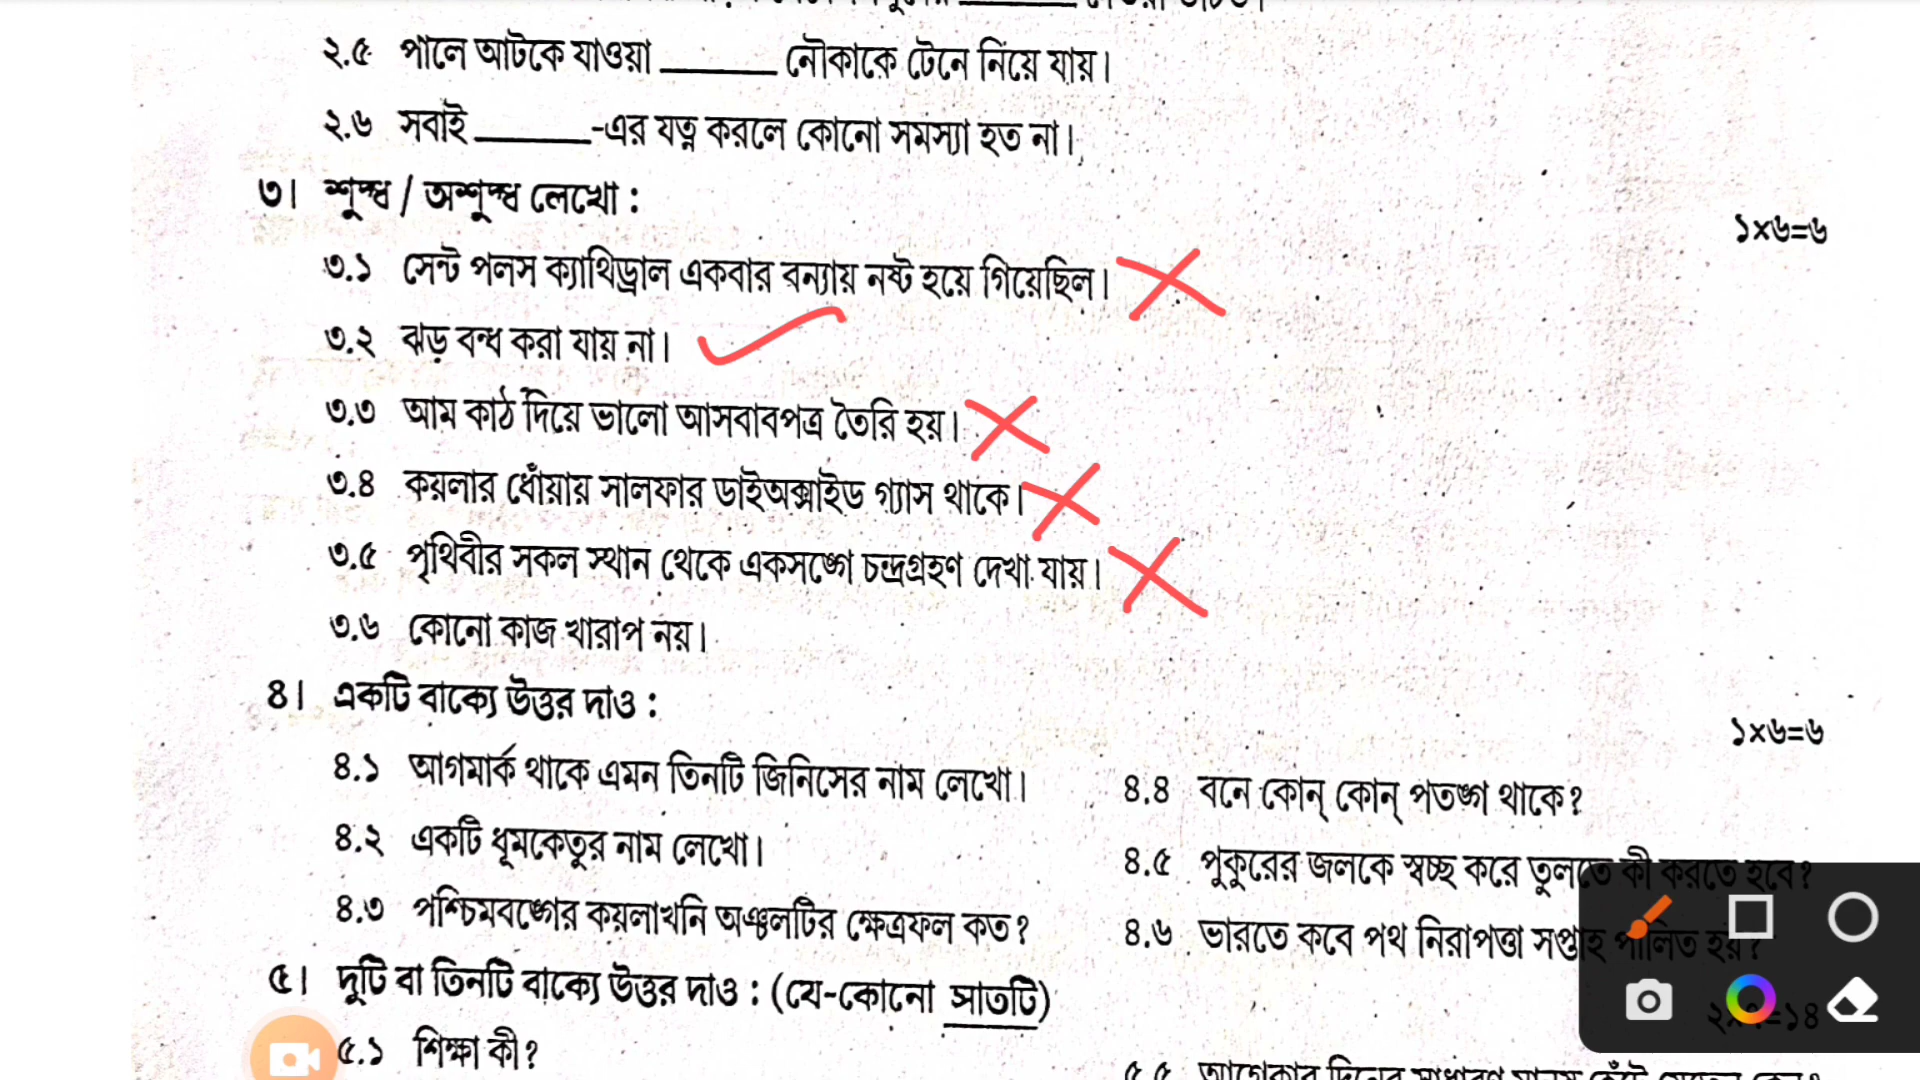 ২.৫ পালে আটকে যাওয়া ______ নৌকাকে টেনে নিয়ে যায়।
২.৬ সবাই ______-এর যত্ন করলে কোনো সমস্যা হত না।
৩। শুদ্ধ / অশুদ্ধ লেখো :
১×৬=৬
৩.১ সেন্ট পলস ক্যাথিড্রাল একবার বন্যায় নষ্ট হয়ে গিয়েছিল।
৩.২ ঝড় বন্ধ করা যায় না।
৩.৩ আম কাঠ দিয়ে ভালো আসবাবপত্র তৈরি হয়।
৩.৪ কয়লার ধোঁয়ায় সালফার ডাইঅক্সাইড গ্যাস থাকে।
৩.৫ পৃথিবীর সকল স্থান থেকে একসঙ্গে চন্দ্রগ্রহণ দেখা যায়।
৩.৬ কোনো কাজ খারাপ নয়।
৪। একটি বাক্যে উত্তর দাও :
১×৬=৬
৪.১ আগমার্ক থাকে এমন তিনটি জিনিসের নাম লেখো।
৪.২ একটি ধূমকেতুর নাম লেখো।
৪.৩ পশ্চিমবঙ্গের কয়লাখনি অঞ্চলটির ক্ষেত্রফল কত?
৪.৪ বনে কোন্ কোন্ পতঙ্গ থাকে?
৪.৫ পুকুরের জলকে স্বচ্ছ করে তুলতে কী করতে হবে?
৪.৬ ভারতে কবে পথ নিরাপত্তা সপ্তাহ পালিত হয়?
৫। দুটি বা তিনটি বাক্যে উত্তর দাও : (যে-কোনো সাতটি)
৫.১ শিক্ষা কী?